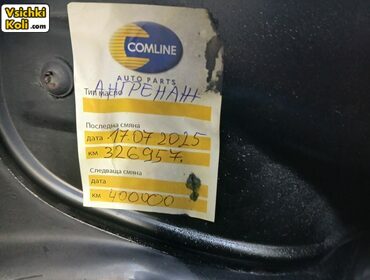 Vsichki
Koli .com
COMLINE
AUTO PARTS
Тип масло
АНГРЕНАЖ
Последна смяна
дата 17.07 2025
км 326957.
Следваща смяна
дата
км 400000